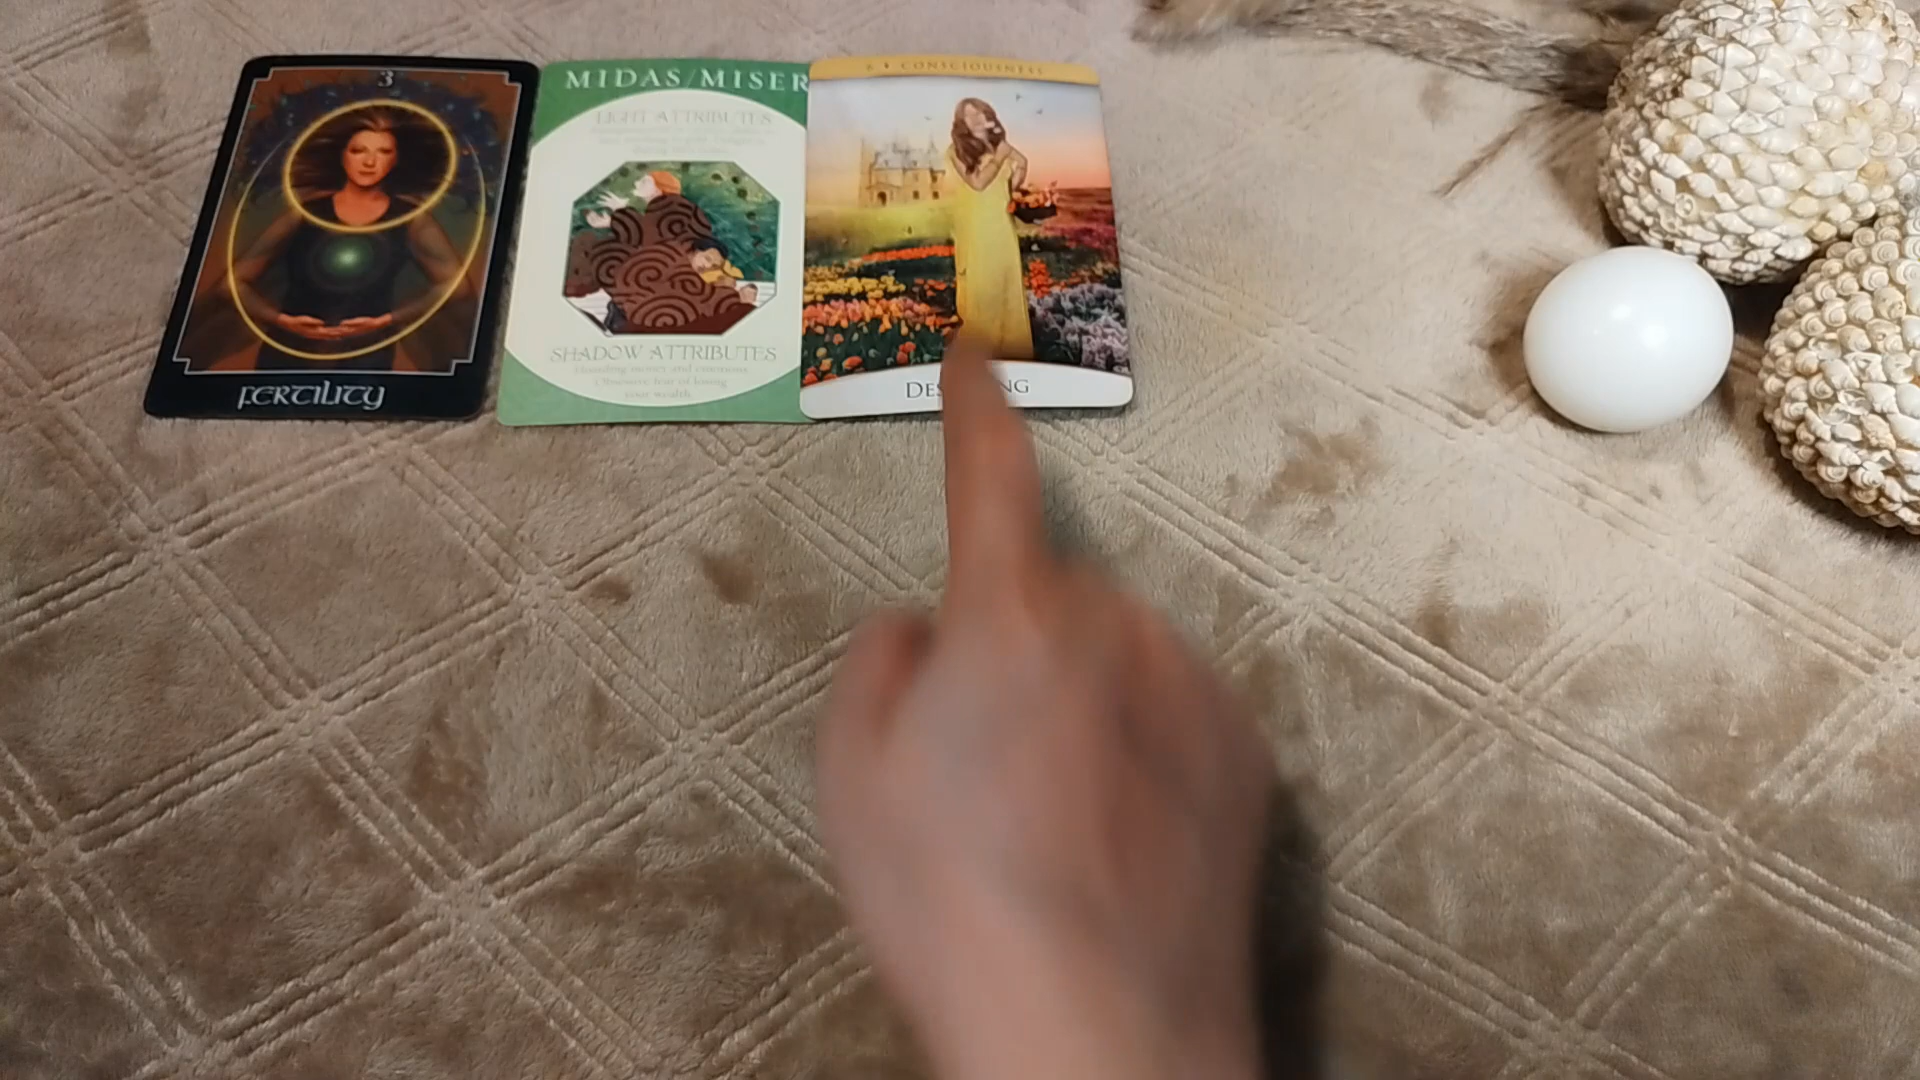 3
FERTILITY
MIDAS/MISER
LIGHT ATTRIBUTES
SHADOW ATTRIBUTES
Hoarding money and emotions.
Obsessive fear of losing
your wealth.
CONSCIOUSNESS